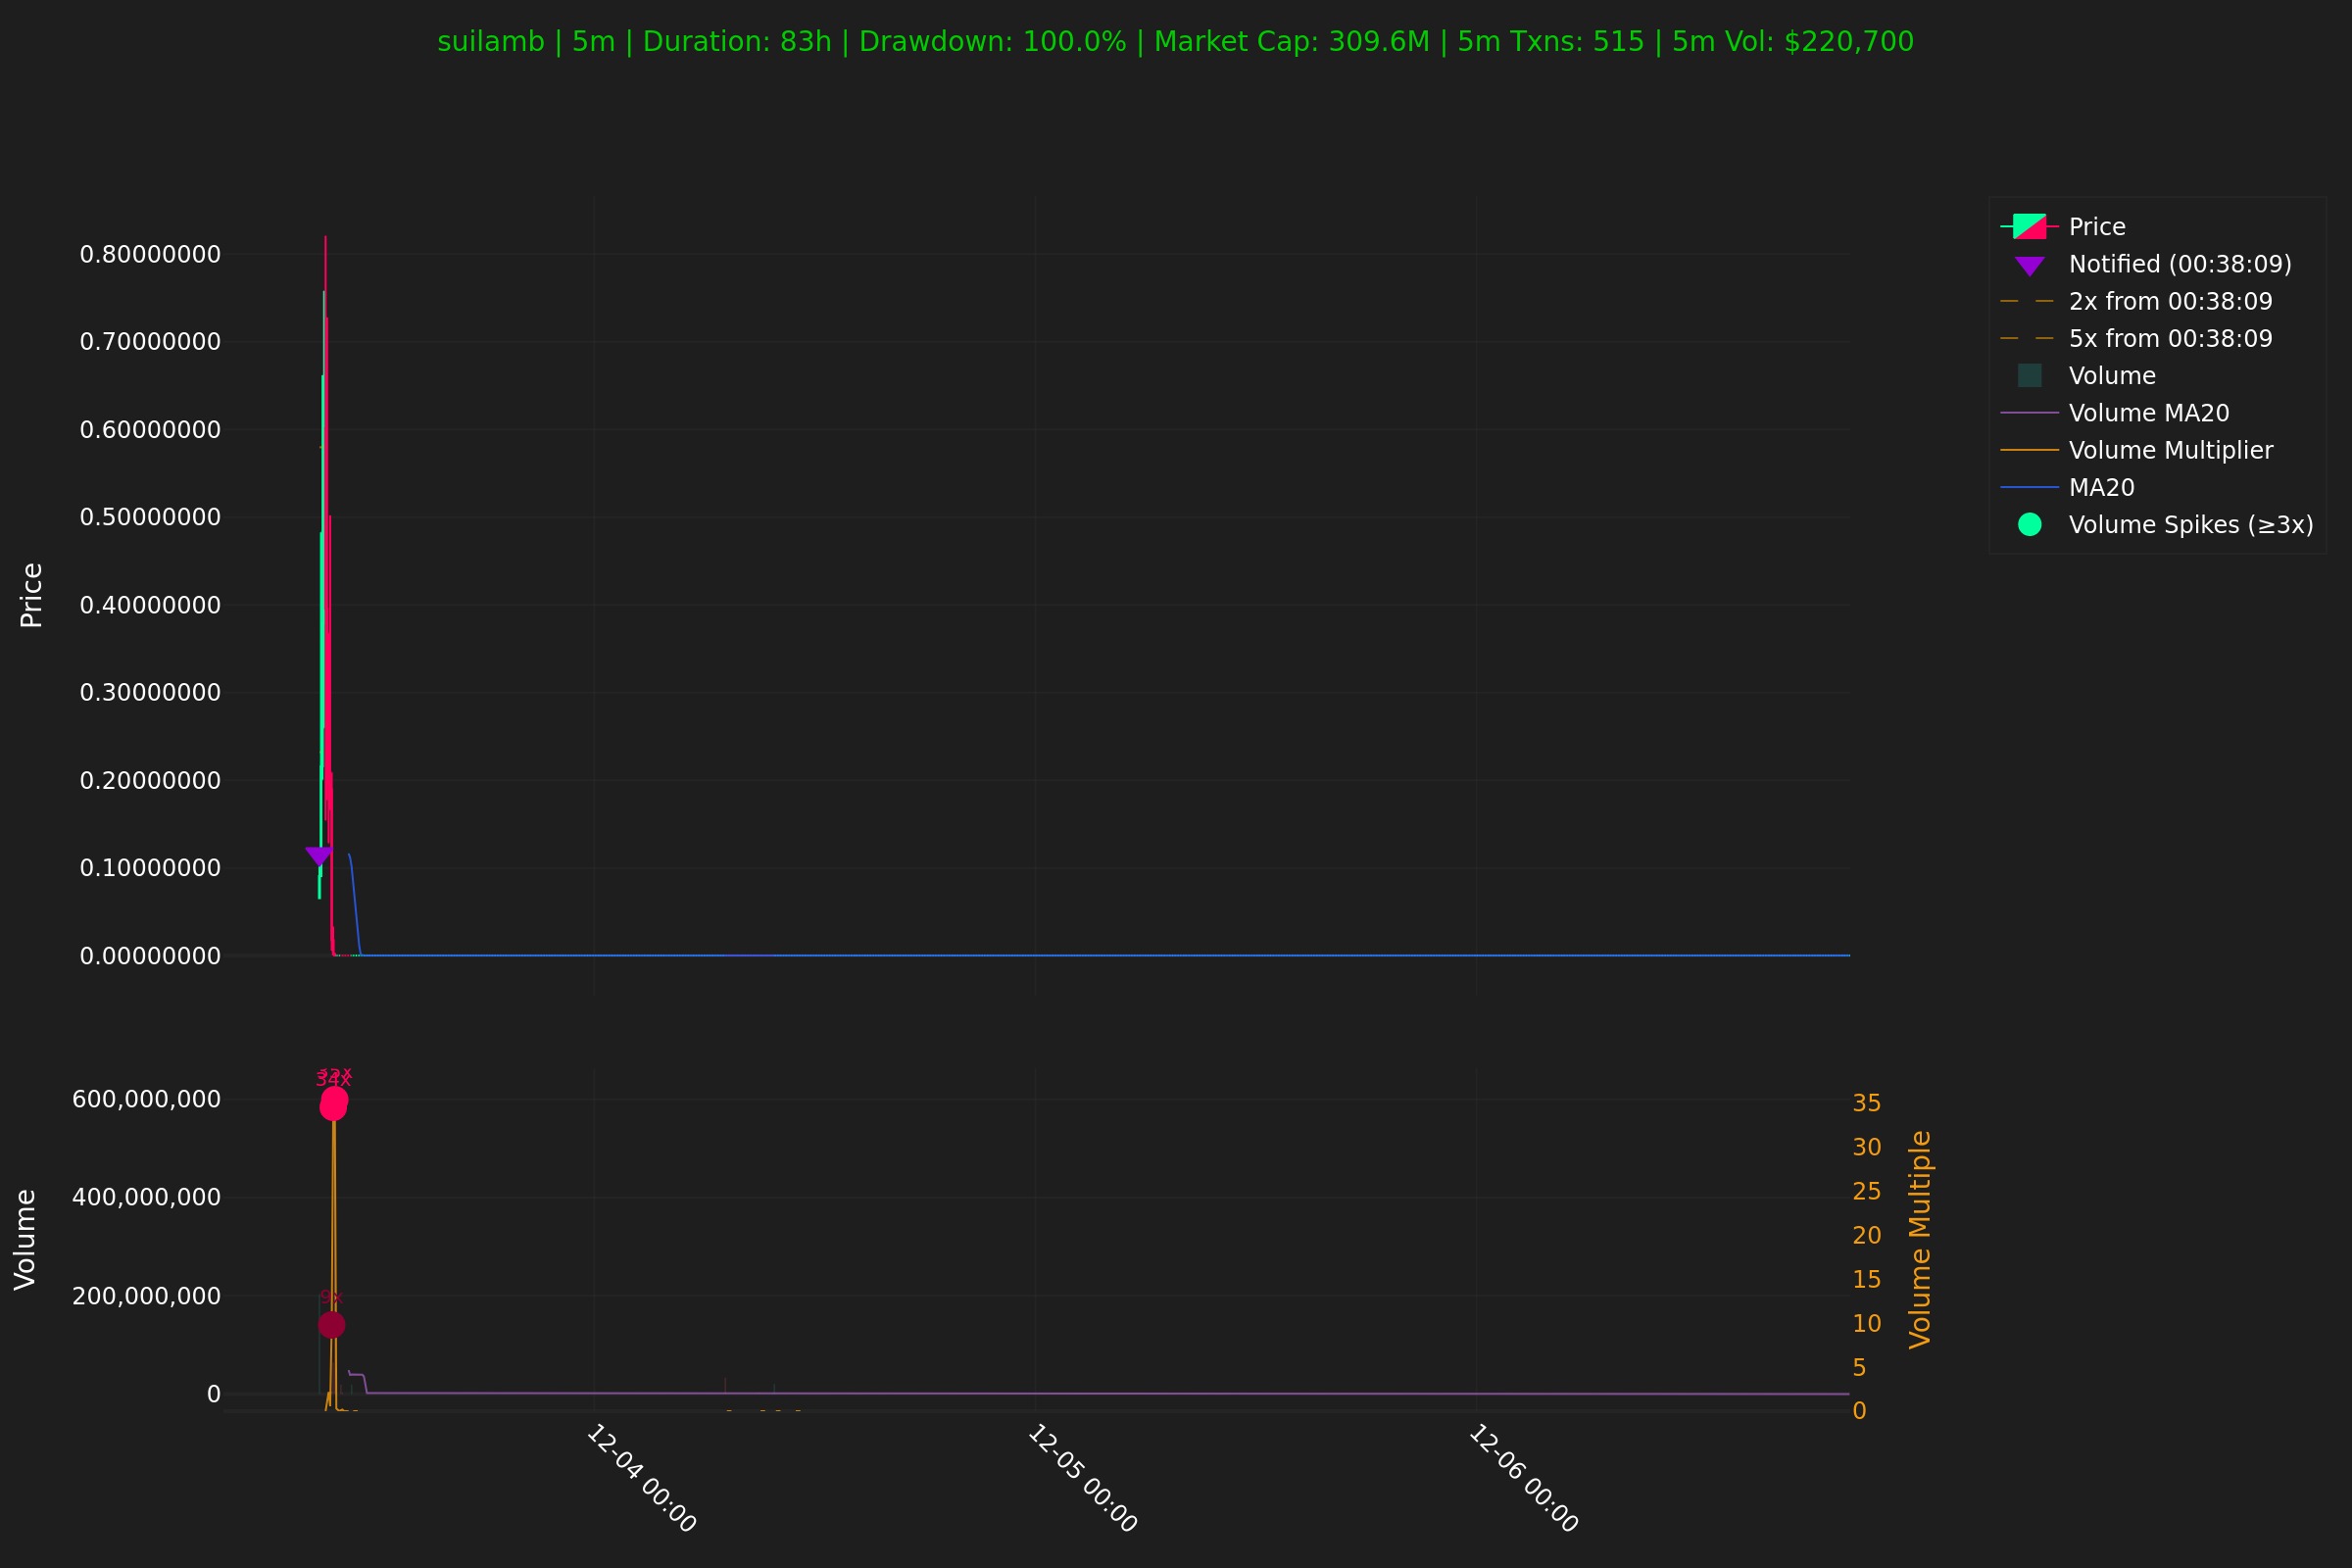 suilamb | 5m | Duration: 83h | Drawdown: 100.0% | Market Cap: 309.6M | 5m Txns: 515 | 5m Vol: $220,700
Price
0.80000000
0.70000000
0.60000000
0.50000000
0.40000000
0.30000000
0.20000000
0.10000000
0.00000000
Price
Notified (00:38:09)
2x from 00:38:09
5x from 00:38:09
Volume
Volume MA20
Volume Multiplier
MA20
Volume Spikes (≥3x)
Volume
600,000,000
400,000,000
200,000,000
0
34x
9x
35
30
25
20
15
10
5
0
Volume Multiple
12-04 00:00
12-05 00:00
12-06 00:00